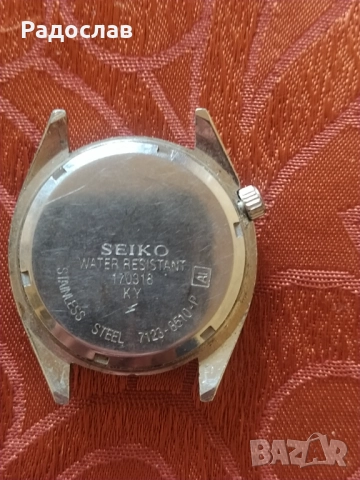 Радослав
SEIKO
WATER RESISTANT
170318
KY
STAINLESS STEEL 7123-8510-P
BAZAR